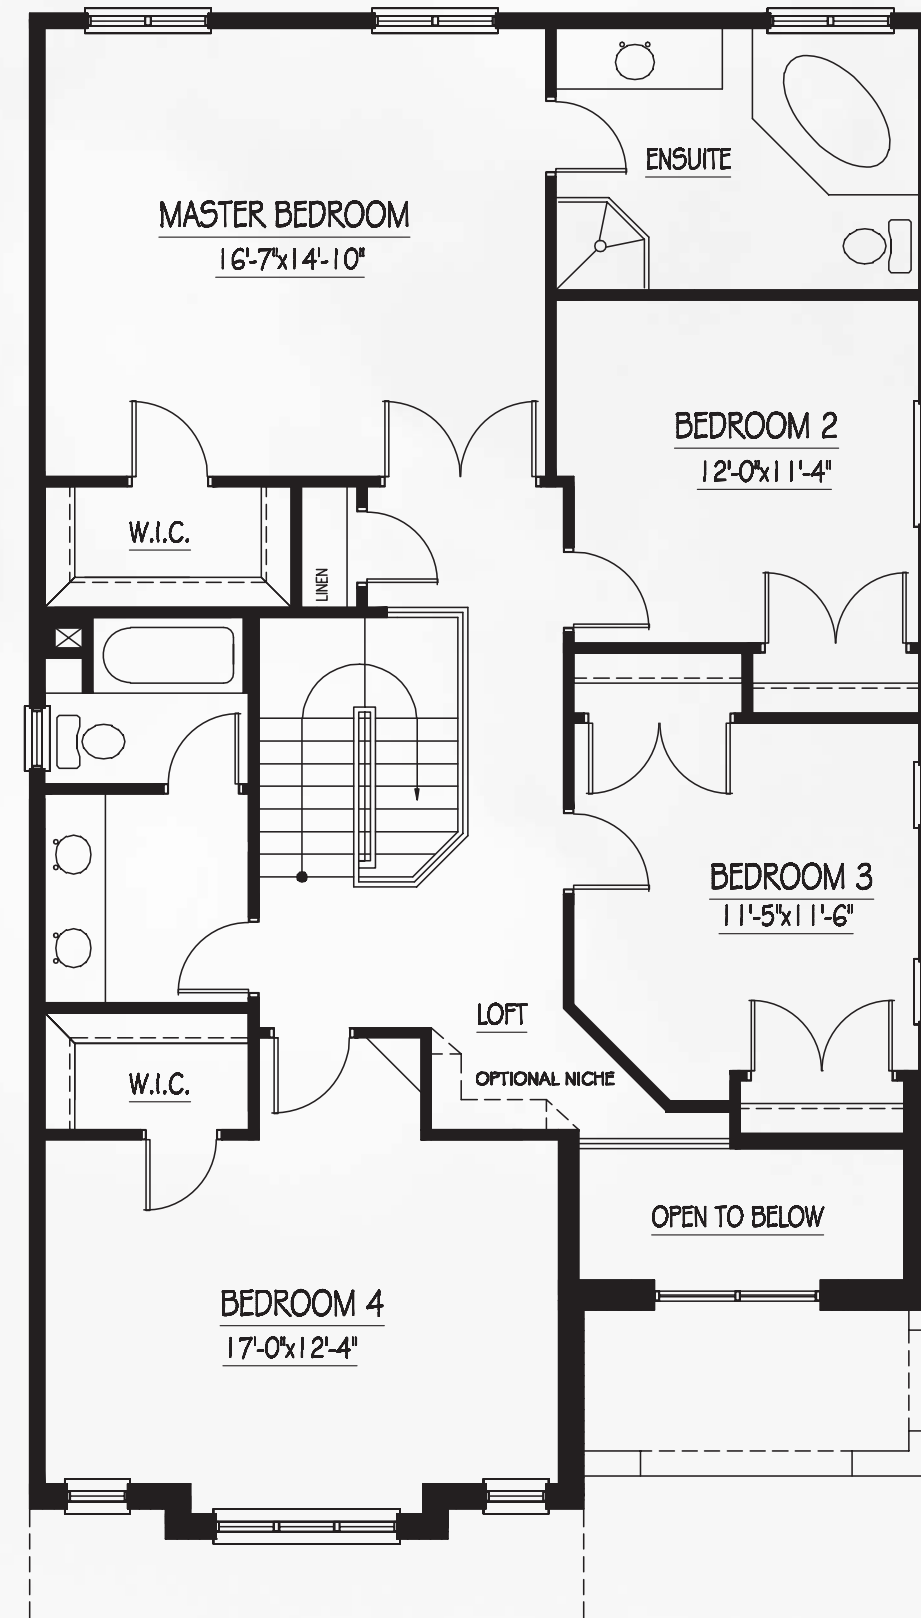 ENSUITE
MASTER BEDROOM
16'-7"x14'-10"
BEDROOM 2
12'-0"x11'-4"
W.I.C.
LINEN
BEDROOM 3
11'-5"x11'-6"
LOFT
OPTIONAL NICHE
W.I.C.
OPEN TO BELOW
BEDROOM 4
17'-0"x12'-4"